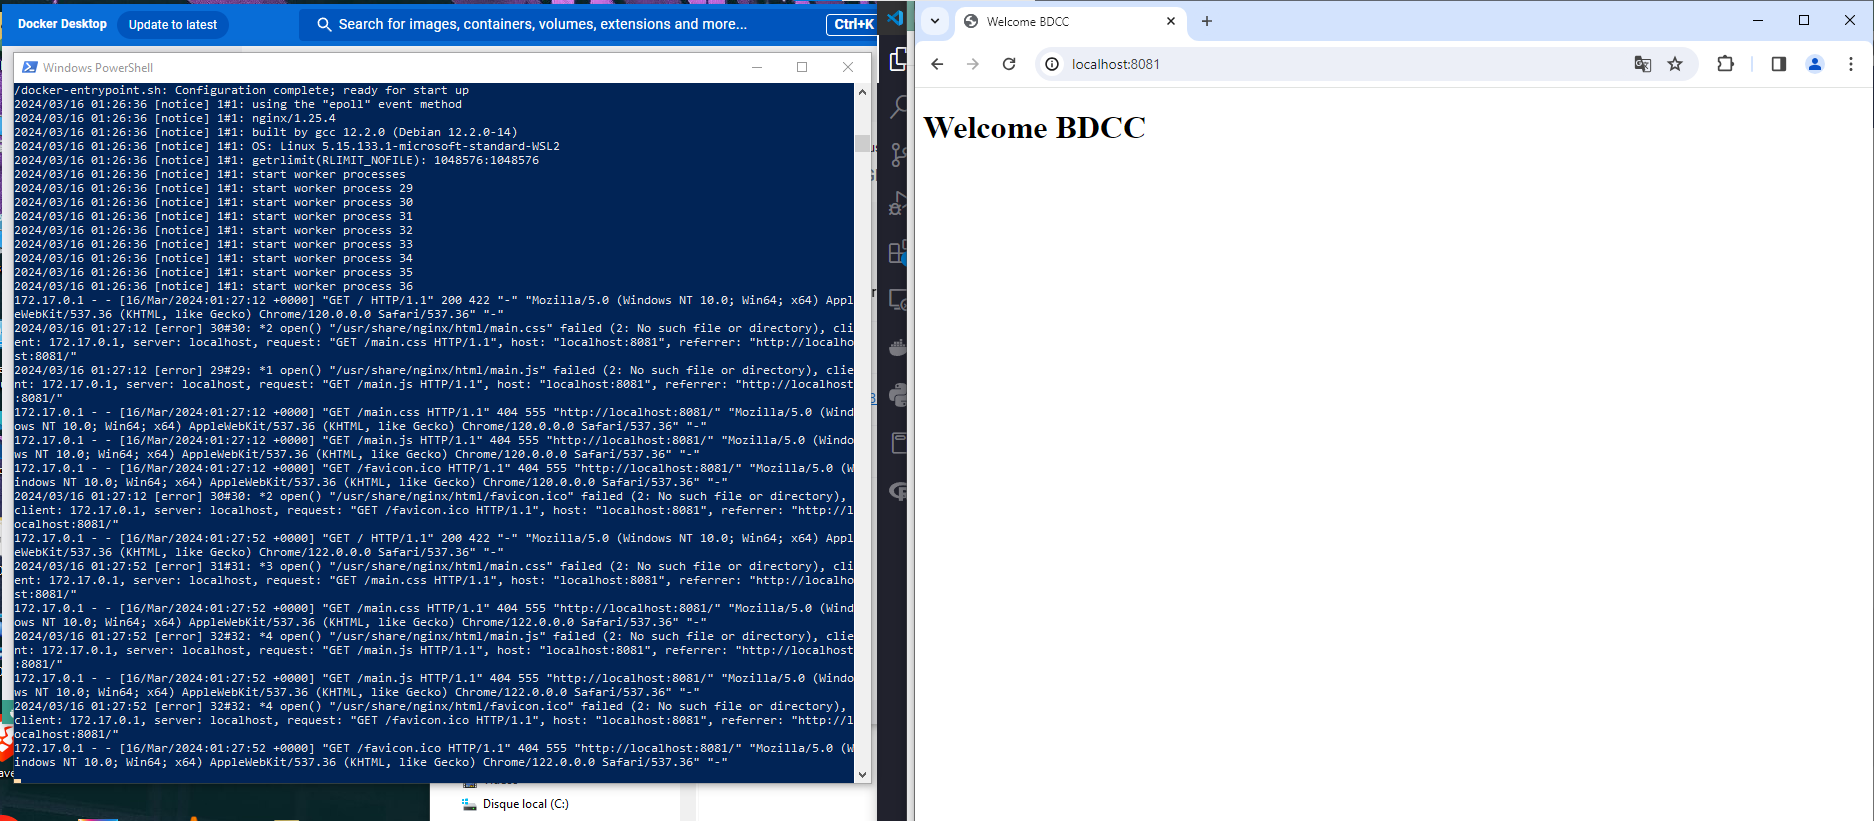 Docker Desktop
Update to latest
Search for images, containers, volumes, extensions and more...
Ctrl+K
Windows PowerShell
/docker-entrypoint.sh: Configuration complete; ready for start up
2024/03/16 01:26:36 [notice] 1#1: using the "epoll" event method
2024/03/16 01:26:36 [notice] 1#1: nginx/1.25.4
2024/03/16 01:26:36 [notice] 1#1: built by gcc 12.2.0 (Debian 12.2.0-14)
2024/03/16 01:26:36 [notice] 1#1: OS: Linux 5.15.133.1-microsoft-standard-WSL2
2024/03/16 01:26:36 [notice] 1#1: getrlimit(RLIMIT_NOFILE): 1048576:1048576
2024/03/16 01:26:36 [notice] 1#1: start worker processes
2024/03/16 01:26:36 [notice] 1#1: start worker process 29
2024/03/16 01:26:36 [notice] 1#1: start worker process 30
2024/03/16 01:26:36 [notice] 1#1: start worker process 31
2024/03/16 01:26:36 [notice] 1#1: start worker process 32
2024/03/16 01:26:36 [notice] 1#1: start worker process 33
2024/03/16 01:26:36 [notice] 1#1: start worker process 34
2024/03/16 01:26:36 [notice] 1#1: start worker process 35
2024/03/16 01:26:36 [notice] 1#1: start worker process 36
172.17.0.1 - - [16/Mar/2024:01:27:12 +0000] "GET / HTTP/1.1" 200 422 "-" "Mozilla/5.0 (Windows NT 10.0; Win64; x64) Appl
eWebKit/537.36 (KHTML, like Gecko) Chrome/120.0.0.0 Safari/537.36" "-"
2024/03/16 01:27:12 [error] 30#30: *2 open() "/usr/share/nginx/html/main.css" failed (2: No such file or directory), cli
ent: 172.17.0.1, server: localhost, request: "GET /main.css HTTP/1.1", host: "localhost:8081", referrer: "http://localho
st:8081/"
2024/03/16 01:27:12 [error] 29#29: *1 open() "/usr/share/nginx/html/main.js" failed (2: No such file or directory), clie
nt: 172.17.0.1, server: localhost, request: "GET /main.js HTTP/1.1", host: "localhost:8081", referrer: "http://localhost
:8081/"
172.17.0.1 - - [16/Mar/2024:01:27:12 +0000] "GET /main.css HTTP/1.1" 404 555 "http://localhost:8081/" "Mozilla/5.0 (Wind
ows NT 10.0; Win64; x64) AppleWebKit/537.36 (KHTML, like Gecko) Chrome/120.0.0.0 Safari/537.36" "-"
172.17.0.1 - - [16/Mar/2024:01:27:12 +0000] "GET /main.js HTTP/1.1" 404 555 "http://localhost:8081/" "Mozilla/5.0 (Windo
ws NT 10.0; Win64; x64) AppleWebKit/537.36 (KHTML, like Gecko) Chrome/120.0.0.0 Safari/537.36" "-"
172.17.0.1 - - [16/Mar/2024:01:27:12 +0000] "GET /favicon.ico HTTP/1.1" 404 555 "http://localhost:8081/" "Mozilla/5.0 (W
indows NT 10.0; Win64; x64) AppleWebKit/537.36 (KHTML, like Gecko) Chrome/120.0.0.0 Safari/537.36" "-"
2024/03/16 01:27:12 [error] 30#30: *2 open() "/usr/share/nginx/html/favicon.ico" failed (2: No such file or directory),
client: 172.17.0.1, server: localhost, request: "GET /favicon.ico HTTP/1.1", host: "localhost:8081", referrer: "http://l
ocalhost:8081/"
172.17.0.1 - - [16/Mar/2024:01:27:52 +0000] "GET / HTTP/1.1" 200 422 "-" "Mozilla/5.0 (Windows NT 10.0; Win64; x64) Appl
eWebKit/537.36 (KHTML, like Gecko) Chrome/122.0.0.0 Safari/537.36" "-"
2024/03/16 01:27:52 [error] 31#31: *3 open() "/usr/share/nginx/html/main.css" failed (2: No such file or directory), cli
ent: 172.17.0.1, server: localhost, request: "GET /main.css HTTP/1.1", host: "localhost:8081", referrer: "http://localho
st:8081/"
172.17.0.1 - - [16/Mar/2024:01:27:52 +0000] "GET /main.css HTTP/1.1" 404 555 "http://localhost:8081/" "Mozilla/5.0 (Wind
ows NT 10.0; Win64; x64) AppleWebKit/537.36 (KHTML, like Gecko) Chrome/122.0.0.0 Safari/537.36" "-"
2024/03/16 01:27:52 [error] 32#32: *4 open() "/usr/share/nginx/html/main.js" failed (2: No such file or directory), clie
nt: 172.17.0.1, server: localhost, request: "GET /main.js HTTP/1.1", host: "localhost:8081", referrer: "http://localhost
:8081/"
172.17.0.1 - - [16/Mar/2024:01:27:52 +0000] "GET /main.js HTTP/1.1" 404 555 "http://localhost:8081/" "Mozilla/5.0 (Windo
ws NT 10.0; Win64; x64) AppleWebKit/537.36 (KHTML, like Gecko) Chrome/122.0.0.0 Safari/537.36" "-"
2024/03/16 01:27:52 [error] 32#32: *4 open() "/usr/share/nginx/html/favicon.ico" failed (2: No such file or directory),
client: 172.17.0.1, server: localhost, request: "GET /favicon.ico HTTP/1.1", host: "localhost:8081", referrer: "http://l
ocalhost:8081/"
172.17.0.1 - - [16/Mar/2024:01:27:52 +0000] "GET /favicon.ico HTTP/1.1" 404 555 "http://localhost:8081/" "Mozilla/5.0 (W
indows NT 10.0; Win64; x64) AppleWebKit/537.36 (KHTML, like Gecko) Chrome/122.0.0.0 Safari/537.36" "-"
Disque local (C:)
Welcome BDCC
localhost:8081
Welcome BDCC